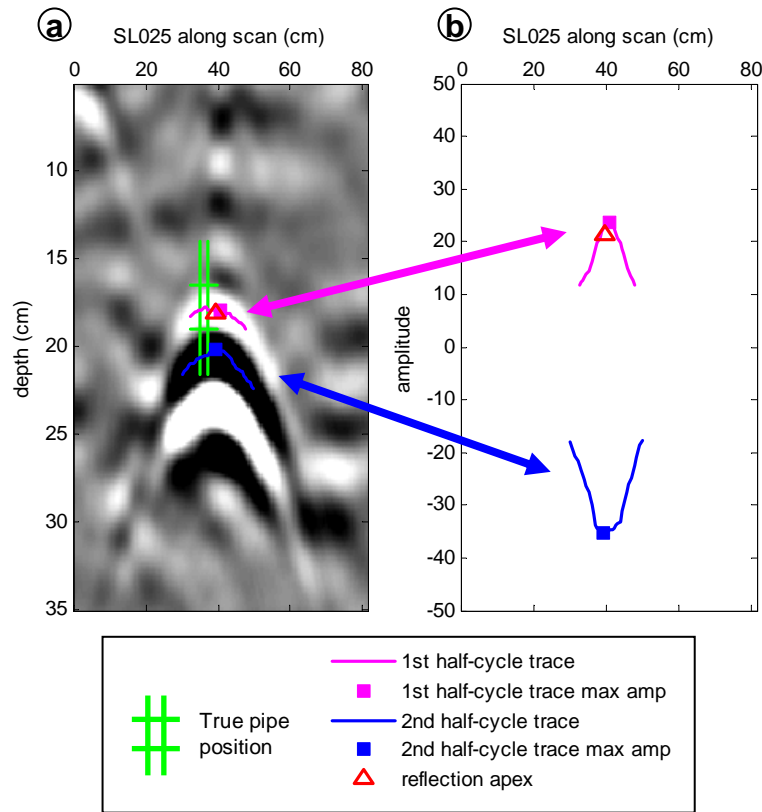 a
SL025 along scan (cm)
0 20 40 60 80
10
15
20
25
30
35
depth (cm)
b
SL025 along scan (cm)
0 20 40 60 80
50
40
30
20
10
0
-10
-20
-30
-40
-50
amplitude
True pipe
position
1st half-cycle trace
1st half-cycle trace max amp
2nd half-cycle trace
2nd half-cycle trace max amp
reflection apex